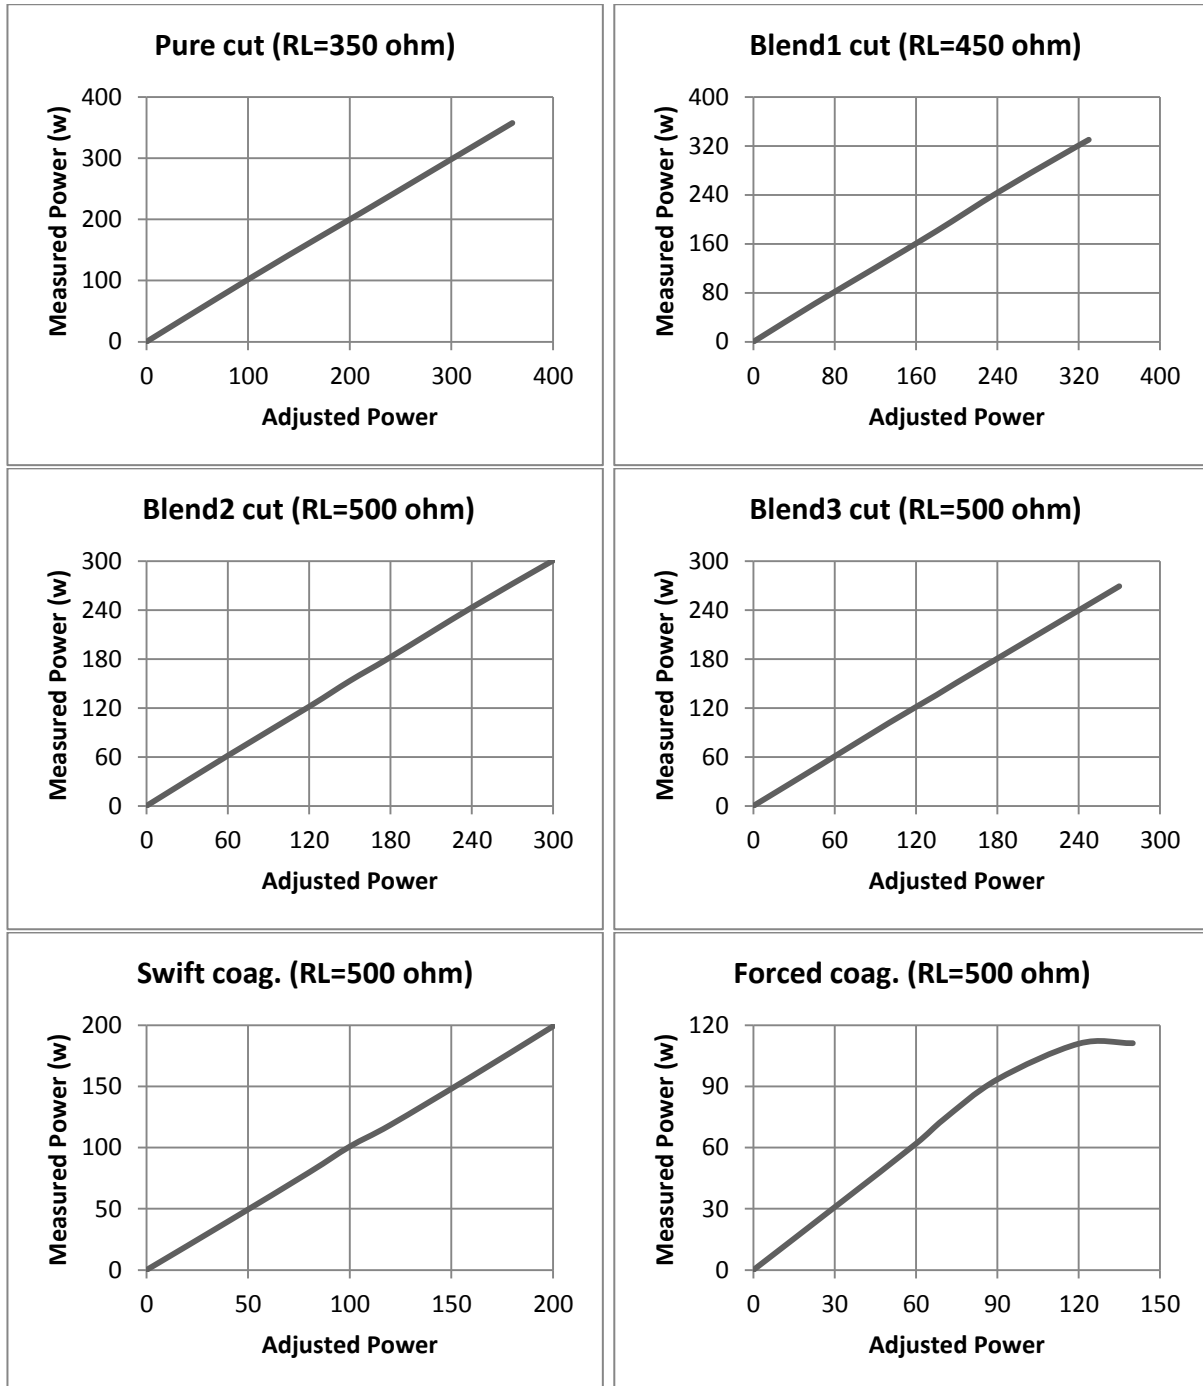 Pure cut (RL=350 ohm)
Measured Power (w)
400
300
200
100
0
0 100 200 300 400
Adjusted Power
Blend1 cut (RL=450 ohm)
Measured Power (w)
400
320
240
160
80
0
0 80 160 240 320 400
Adjusted Power
Blend2 cut (RL=500 ohm)
Measured Power (w)
300
240
180
120
60
0
0 60 120 180 240 300
Adjusted Power
Blend3 cut (RL=500 ohm)
Measured Power (w)
300
240
180
120
60
0
0 60 120 180 240 300
Adjusted Power
Swift coag. (RL=500 ohm)
Measured Power (w)
200
150
100
50
0
0 50 100 150 200
Adjusted Power
Forced coag. (RL=500 ohm)
Measured Power (w)
120
90
60
30
0
0 30 60 90 120 150
Adjusted Power